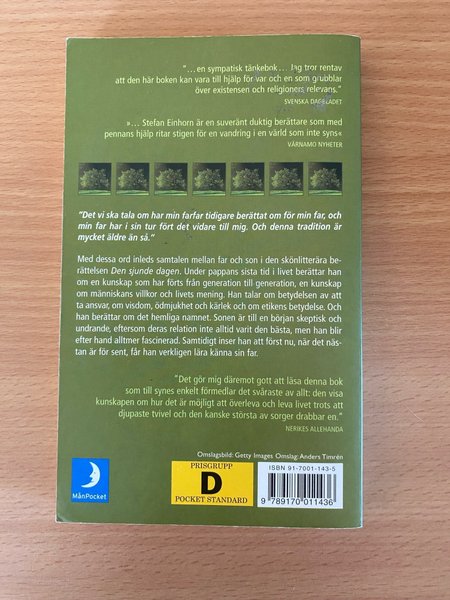 "... en sympatisk tänkebok ... Jag tror rentav
att den här boken kan vara till hjälp för var och en som grubblar
över existensen och religionens relevans."
SVENSKA DAGBLADET
»... Stefan Einhorn är en suveränt duktig berättare som med
pennans hjälp ritar stigen för en vandring i en värld som inte syns«
VÄRNAMO NYHETER
"Det vi ska tala om har min farfar tidigare berättat om för min far, och
min far har i sin tur fört det vidare till mig. Och denna tradition är
mycket äldre än så."
Med dessa ord inleds samtalen mellan far och son i den skönlitterära be-
rättelsen Den sjunde dagen. Under pappans sista tid i livet berättar han
om en kunskap som har förts från generation till generation, en kunskap
om människans villkor och livets mening. Han talar om betydelsen av att
ta ansvar, om visdom, ödmjukhet och kärlek och om etikens betydelse. Och
han berättar om det hemliga namnet. Sonen är till en början skeptisk och
undrande, eftersom deras relation inte alltid varit den bästa, men han blir
efter hand alltmer fascinerad. Samtidigt inser han att först nu, när det näs-
tan är för sent, får han verkligen lära känna sin far.
"Det gör mig däremot gott att läsa denna bok
som till synes enkelt förmedlar det svåraste av allt: den visa
kunskapen om hur det är möjligt att överleva och leva livet trots att
djupaste tvivel och den kanske största av sorger drabbar en."
NERIKES ALLEHANDA
Omslagsbild: Getty Images Omslag: Anders Timrén
MånPocket
PRISGRUPP
D
POCKET STANDARD
ISBN 91-7001-143-5
9 789170 011436